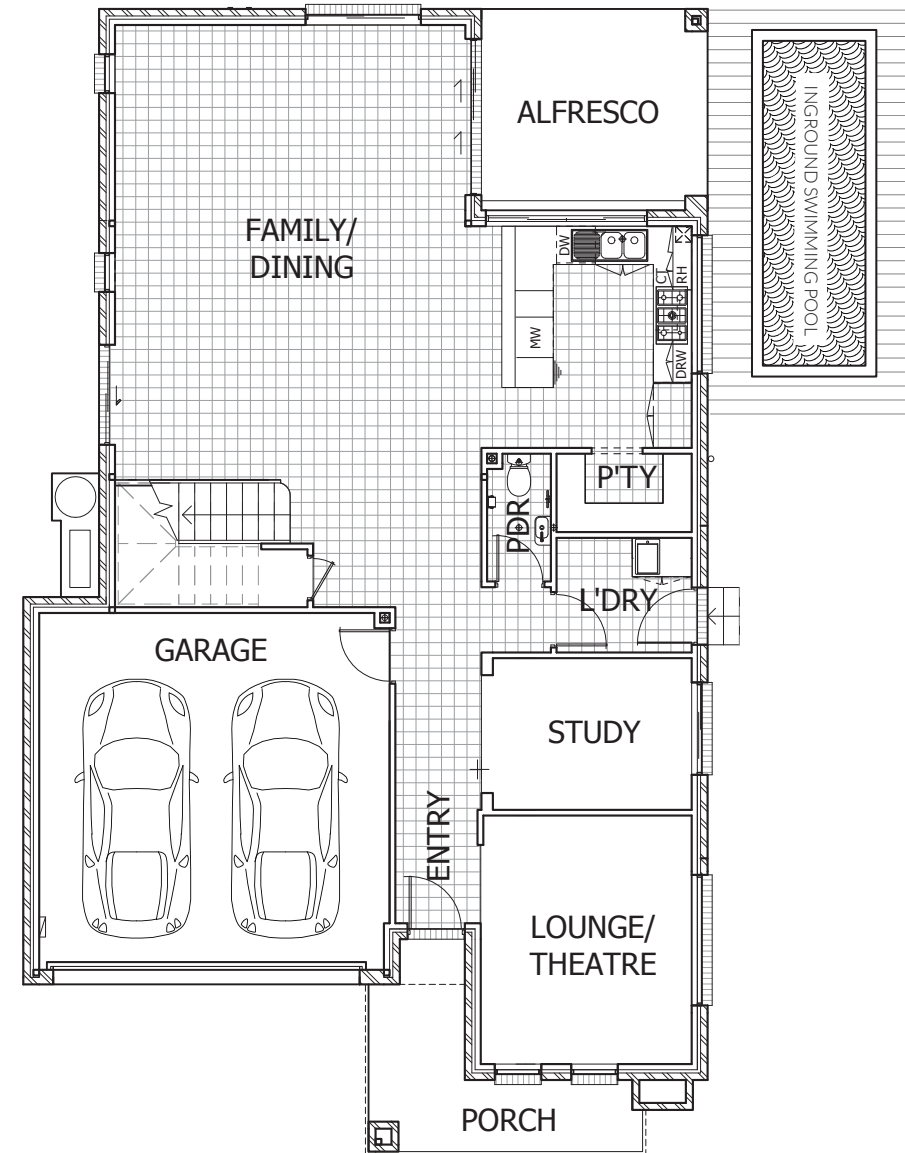 ALFRESCO
INGROUND SWIMMING POOL
FAMILY/
DINING
DW
CT
RH
MW
DRW
P'TY
PDR
L'DRY
GARAGE
STUDY
ENTRY
LOUNGE/
THEATRE
PORCH